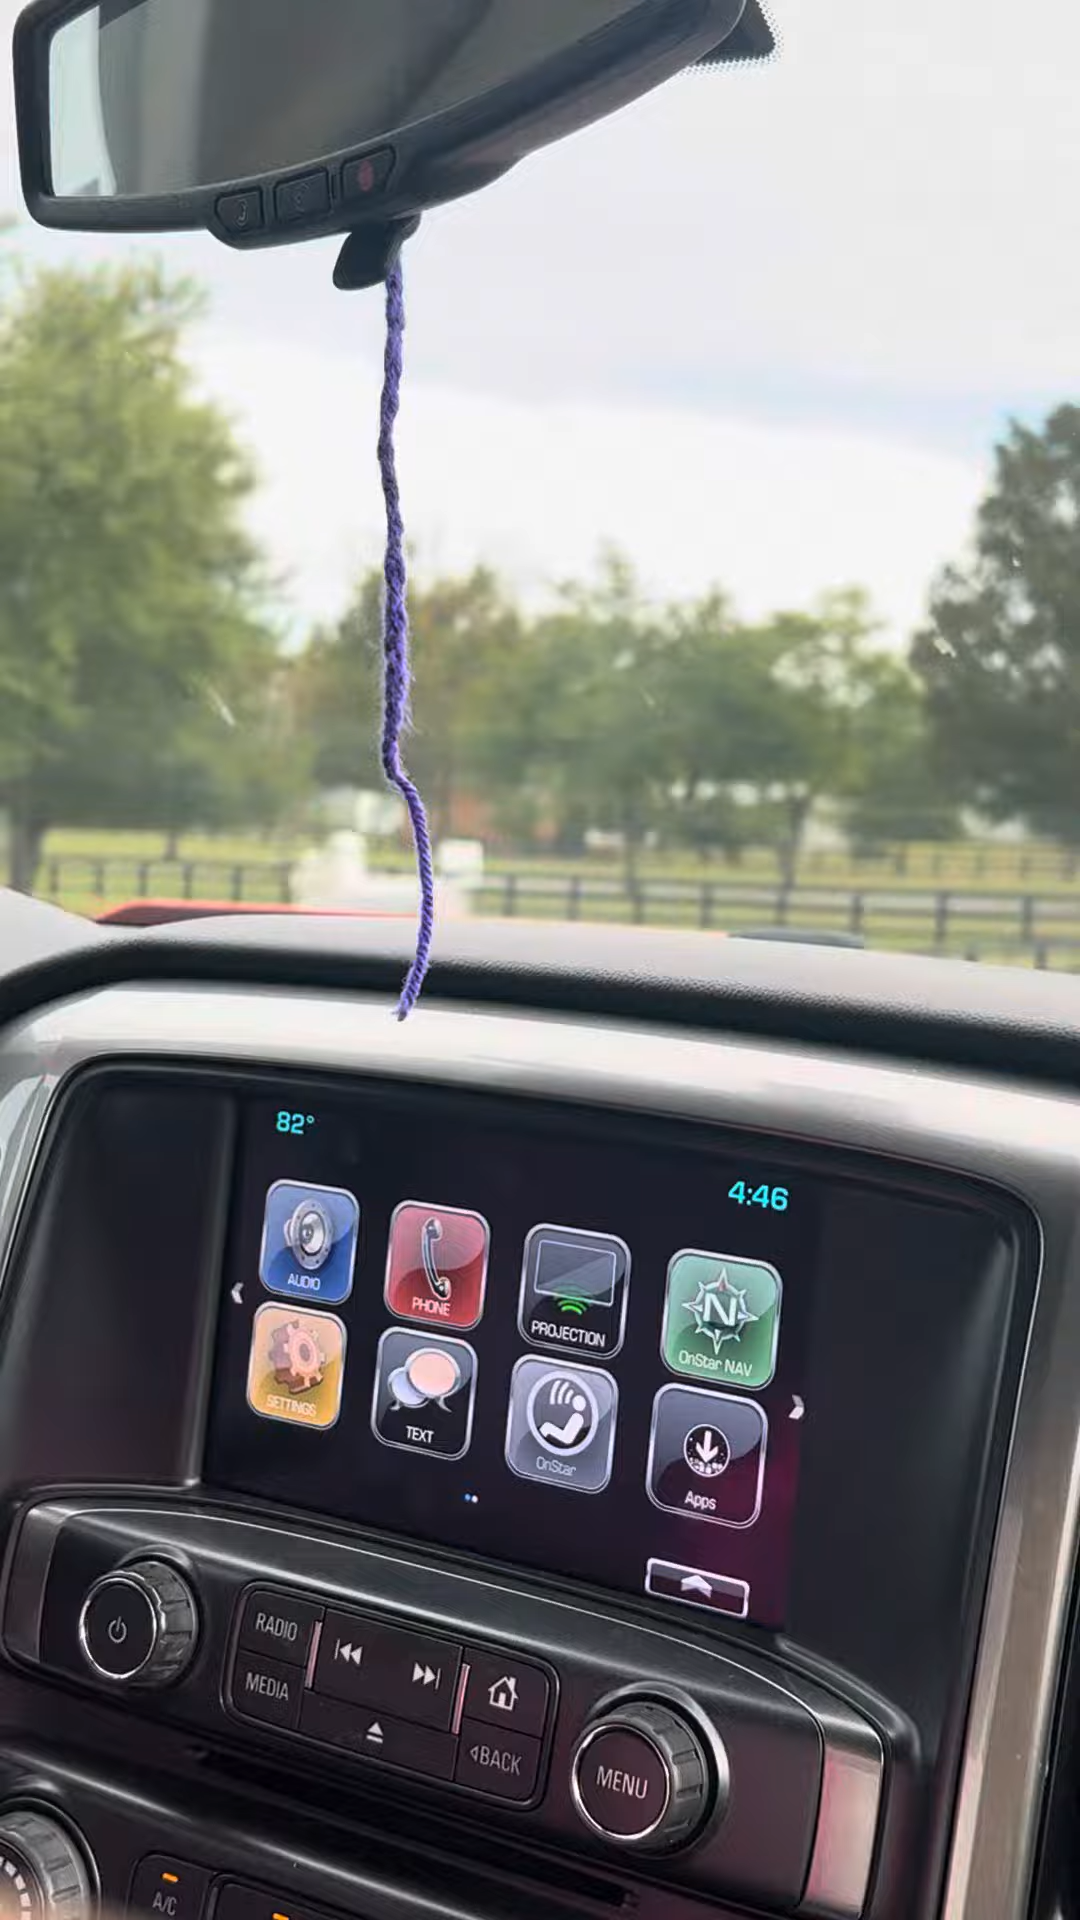 82°
4:46
AUDIO
PHONE
PROJECTION
N
OnStar NAV
SETTINGS
TEXT
OnStar
Apps
RADIO
MEDIA
BACK
MENU
A/C